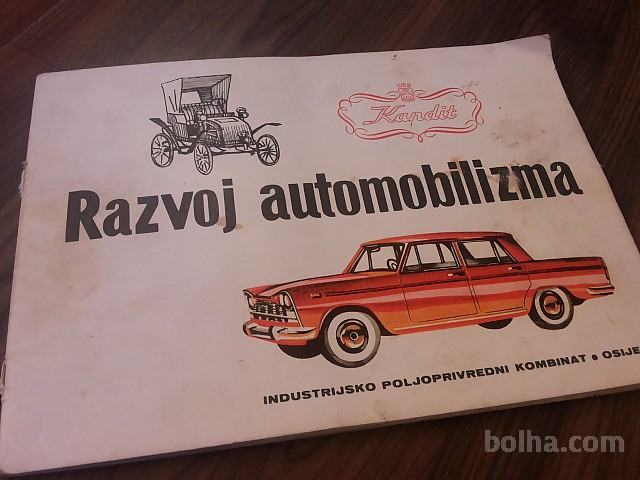 Kandit
Razvoj automobilizma
INDUSTRIJSKO POLJOPRIVREDNI KOMBINAT • OSIJE
bolha.com